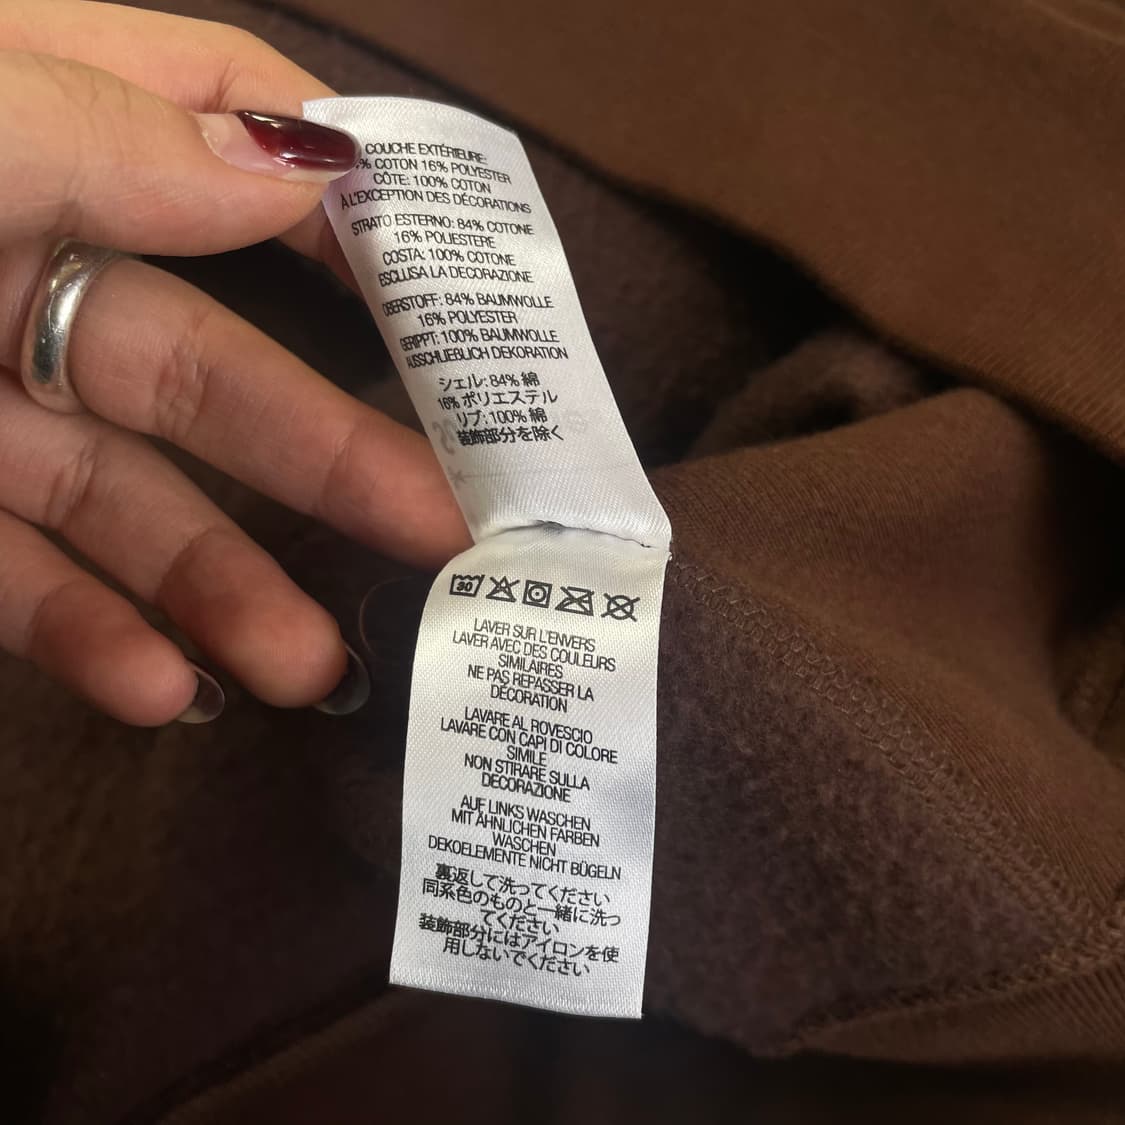 COUCHE EXTÉRIEURE:
% COTON 16% POLYESTER
CÔTE: 100% COTON
À L'EXCEPTION DES DÉCORATIONS
STRATO ESTERNO: 84% COTONE
16% POLIESTERE
COSTA: 100% COTONE
ESCLUSA LA DECORAZIONE
OBERSTOFF: 84% BAUMWOLLE
16% POLYESTER
GERIPPT: 100% BAUMWOLLE
AUSSCHLIEßLICH DEKORATION
シェル: 84% 綿
16% ポリエステル
リブ: 100% 綿
装飾部分を除く
30
LAVER SUR L'ENVERS
LAVER AVEC DES COULEURS
SIMILAIRES
NE PAS REPASSER LA
DÉCORATION
LAVARE AL ROVESCIO
LAVARE CON CAPI DI COLORE
SIMILE
NON STIRARE SULLA
DECORAZIONE
AUF LINKS WASCHEN
MIT ÄHNLICHEN FARBEN
WASCHEN
DEKOELEMENTE NICHT BÜGELN
裏返して洗ってください
同系色のものと一緒に洗っ
てください
装飾部分にはアイロンを使
用しないでください